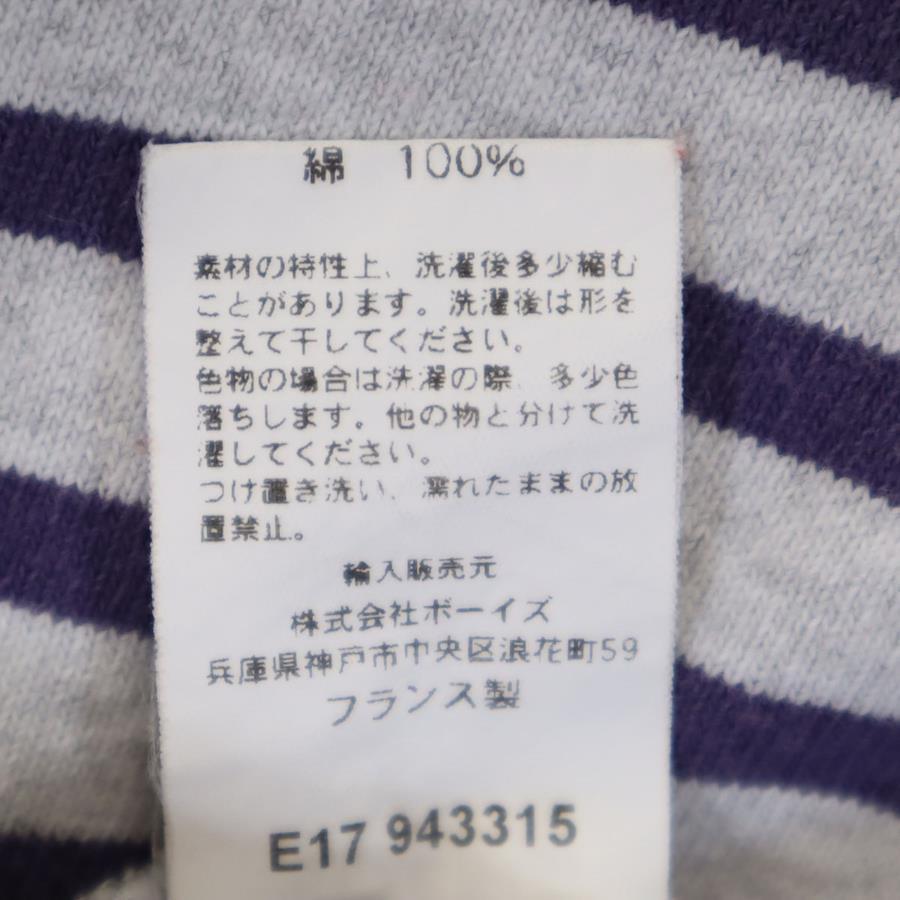 綿 100%
素材の特性上、洗濯後多少縮む
ことがあります。洗濯後は形を
整えて干してください。
色物の場合は洗濯の際、多少色
落ちします。他の物と分けて洗
濯してください。
つけ置き洗い、濡れたままの放
置禁止。
輸入販売元
株式会社ボーイズ
兵庫県神戸市中央区浪花町59
フランス製
E17 943315